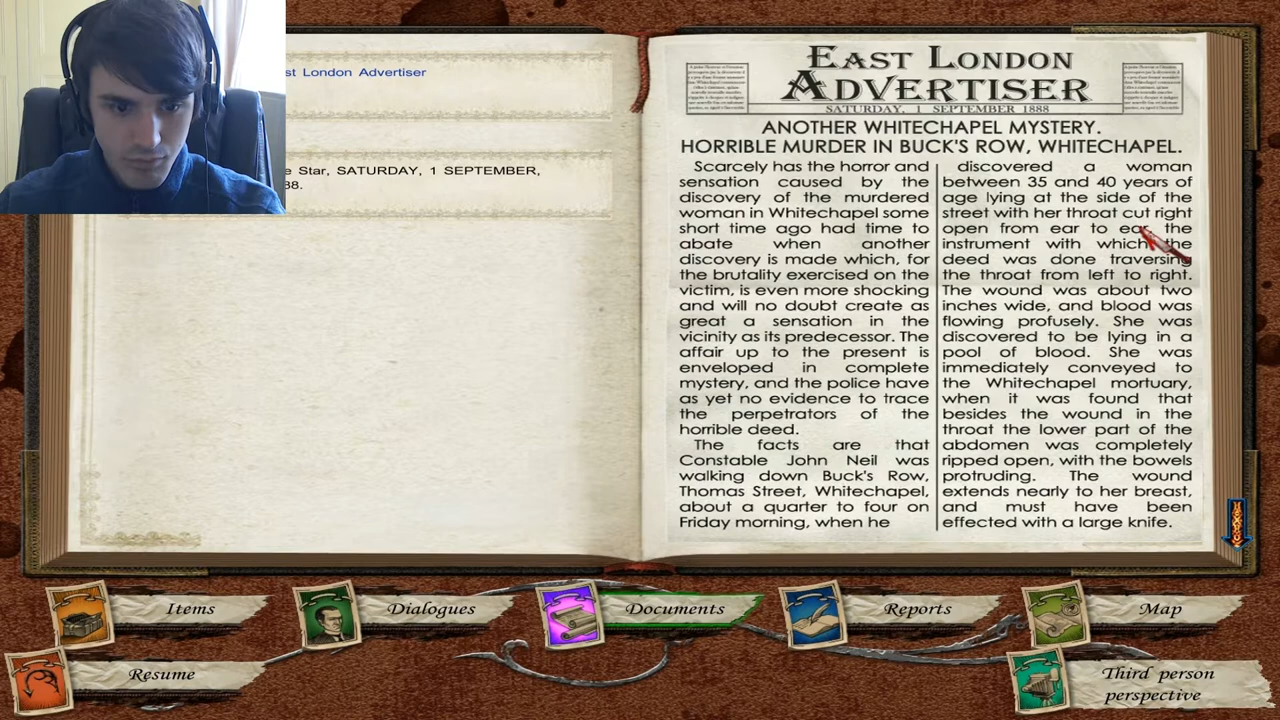 st London Advertiser
e Star, SATURDAY, 1 SEPTEMBER,
88.
EAST LONDON
ADVERTISER
SATURDAY, 1 SEPTEMBER 1888
ANOTHER WHITECHAPEL MYSTERY.
HORRIBLE MURDER IN BUCK'S ROW, WHITECHAPEL.
Scarcely has the horror and
sensation caused by the
discovery of the murdered
woman in Whitechapel some
short time ago had time to
abate when another
discovery is made which, for
the brutality exercised on the
victim, is even more shocking
and will no doubt create as
great a sensation in the
vicinity as its predecessor. The
affair up to the present is
enveloped in complete
mystery, and the police have
as yet no evidence to trace
the perpetrators of the
horrible deed.
The facts are that
Constable John Neil was
walking down Buck's Row,
Thomas Street, Whitechapel,
about a quarter to four on
Friday morning, when he
discovered a woman
between 35 and 40 years of
age lying at the side of the
street with her throat cut right
open from ear to ear, the
instrument with which the
deed was done traversing
the throat from left to right.
The wound was about two
inches wide, and blood was
flowing profusely. She was
discovered to be lying in a
pool of blood. She was
immediately conveyed to
the Whitechapel mortuary,
when it was found that
besides the wound in the
throat the lower part of the
abdomen was completely
ripped open, with the bowels
protruding. The wound
extends nearly to her breast,
and must have been
effected with a large knife.
Items
Dialogues
Documents
Reports
Map
Resume
Third person
perspective